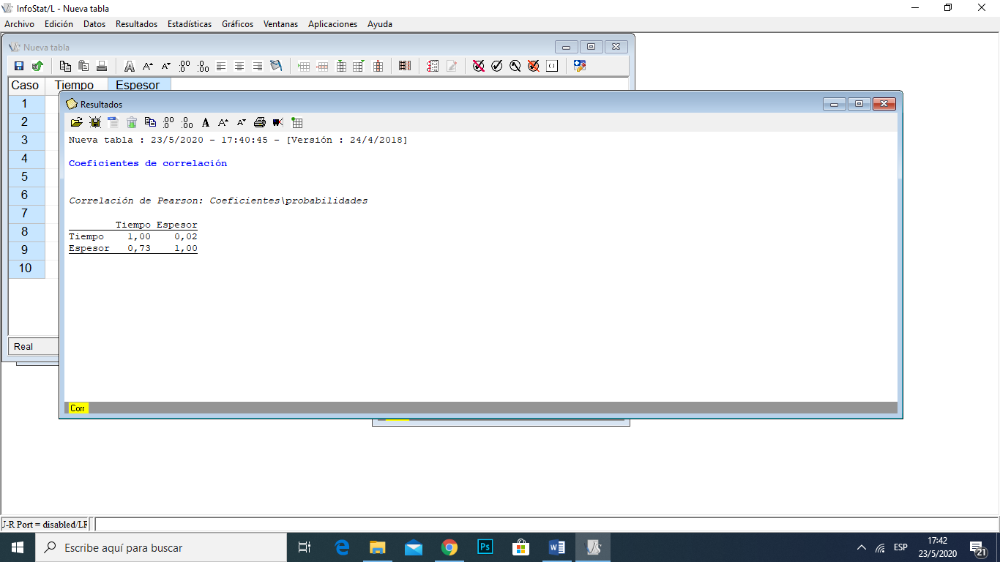 InfoStat/L - Nueva tabla
Archivo Edición Datos Resultados Estadísticas Gráficos Ventanas Aplicaciones Ayuda
Nueva tabla
Caso Tiempo Espesor
1
2
3
4
5
6
7
8
9
10
Real
Resultados
Nueva tabla : 23/5/2020 - 17:40:45 - [Versión : 24/4/2018]
Coeficientes de correlación
Correlación de Pearson: Coeficientes\probabilidades
Tiempo Espesor
Tiempo 1,00 0,02
Espesor 0,73 1,00
Corr
J-R Port = disabled/LF
Escribe aquí para buscar
Ps
ESP
17:42
23/5/2020
21